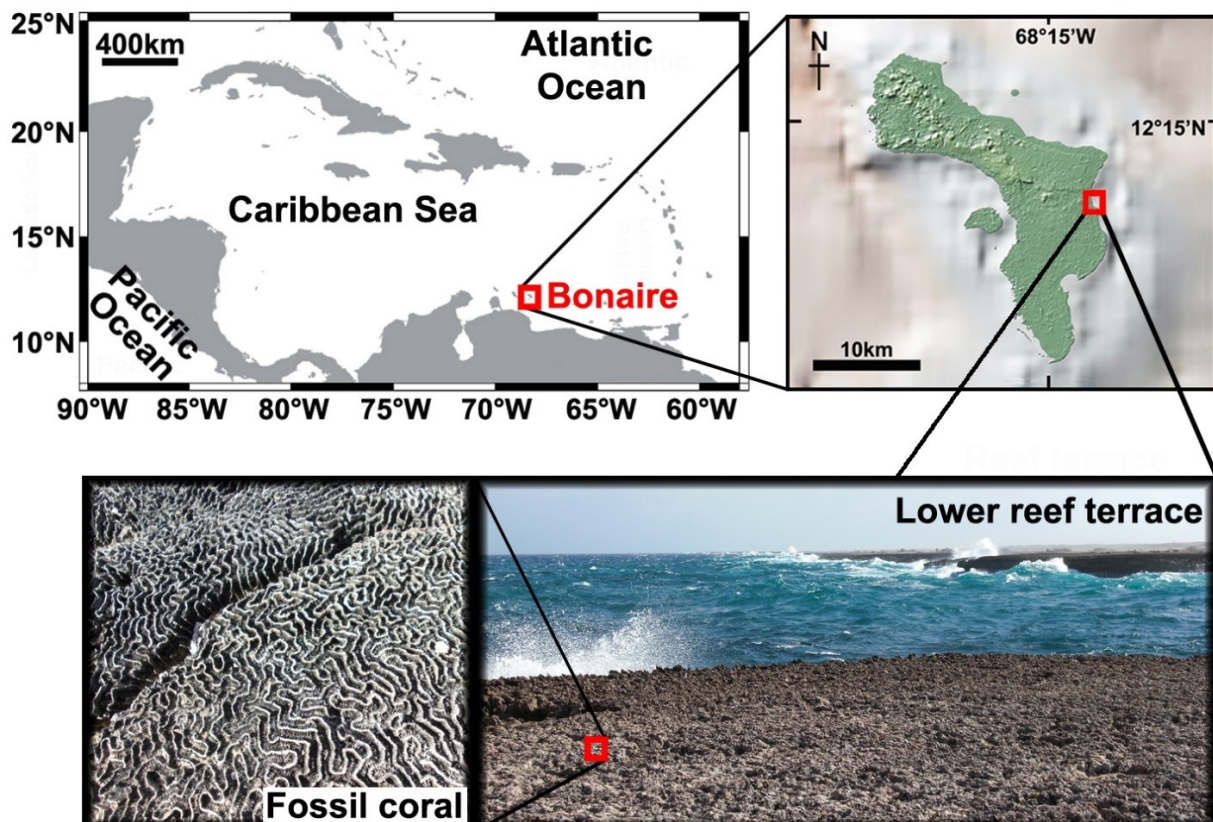 25°N
20°N
15°N
10°N
400km
Atlantic
Ocean
Caribbean Sea
Pacific
Ocean
Bonaire
90°W 85°W 80°W 75°W 70°W 65°W 60°W
N
68°15'W
12°15'N
10km
Lower reef terrace
Fossil coral